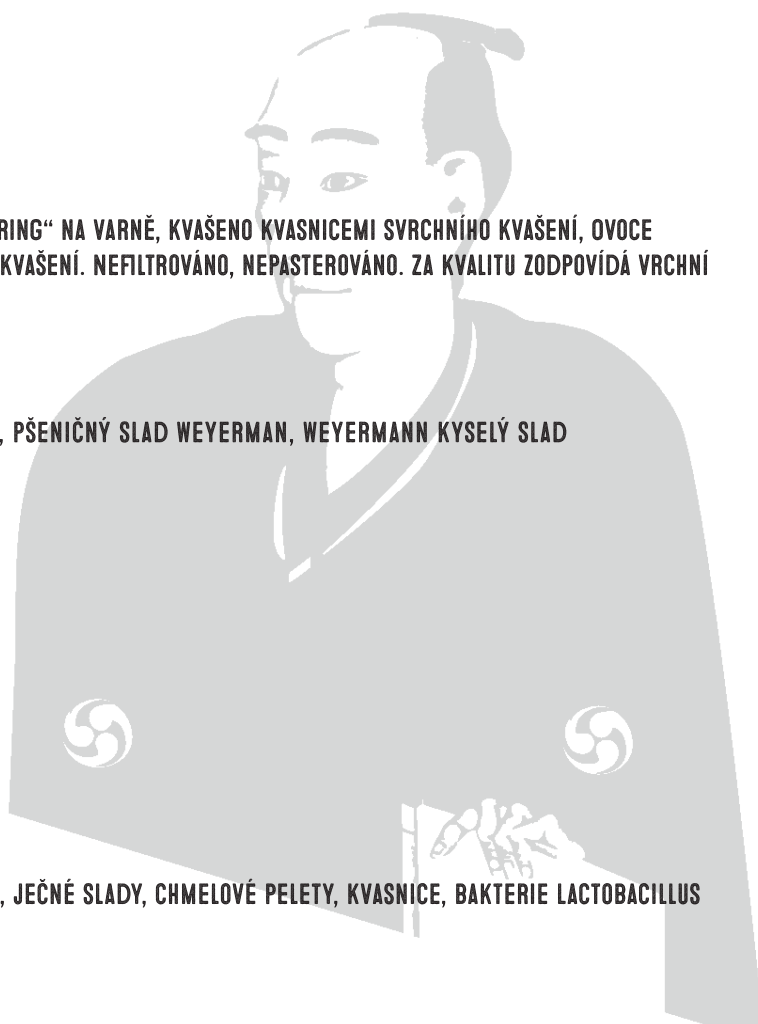 RING“ NA VARNĚ, KVAŠENO KVASNICEMI SVRCHNÍHO KVAŠENÍ, OVOCE
KVAŠENÍ. NEFILTROVÁNO, NEPASTEROVÁNO. ZA KVALITU ZODPOVÍDÁ VRCHNÍ
, PŠENIČNÝ SLAD WEYERMAN, WEYERMANN KYSELÝ SLAD
, JEČNÉ SLADY, CHMELOVÉ PELETY, KVASNICE, BAKTERIE LACTOBACILLUS